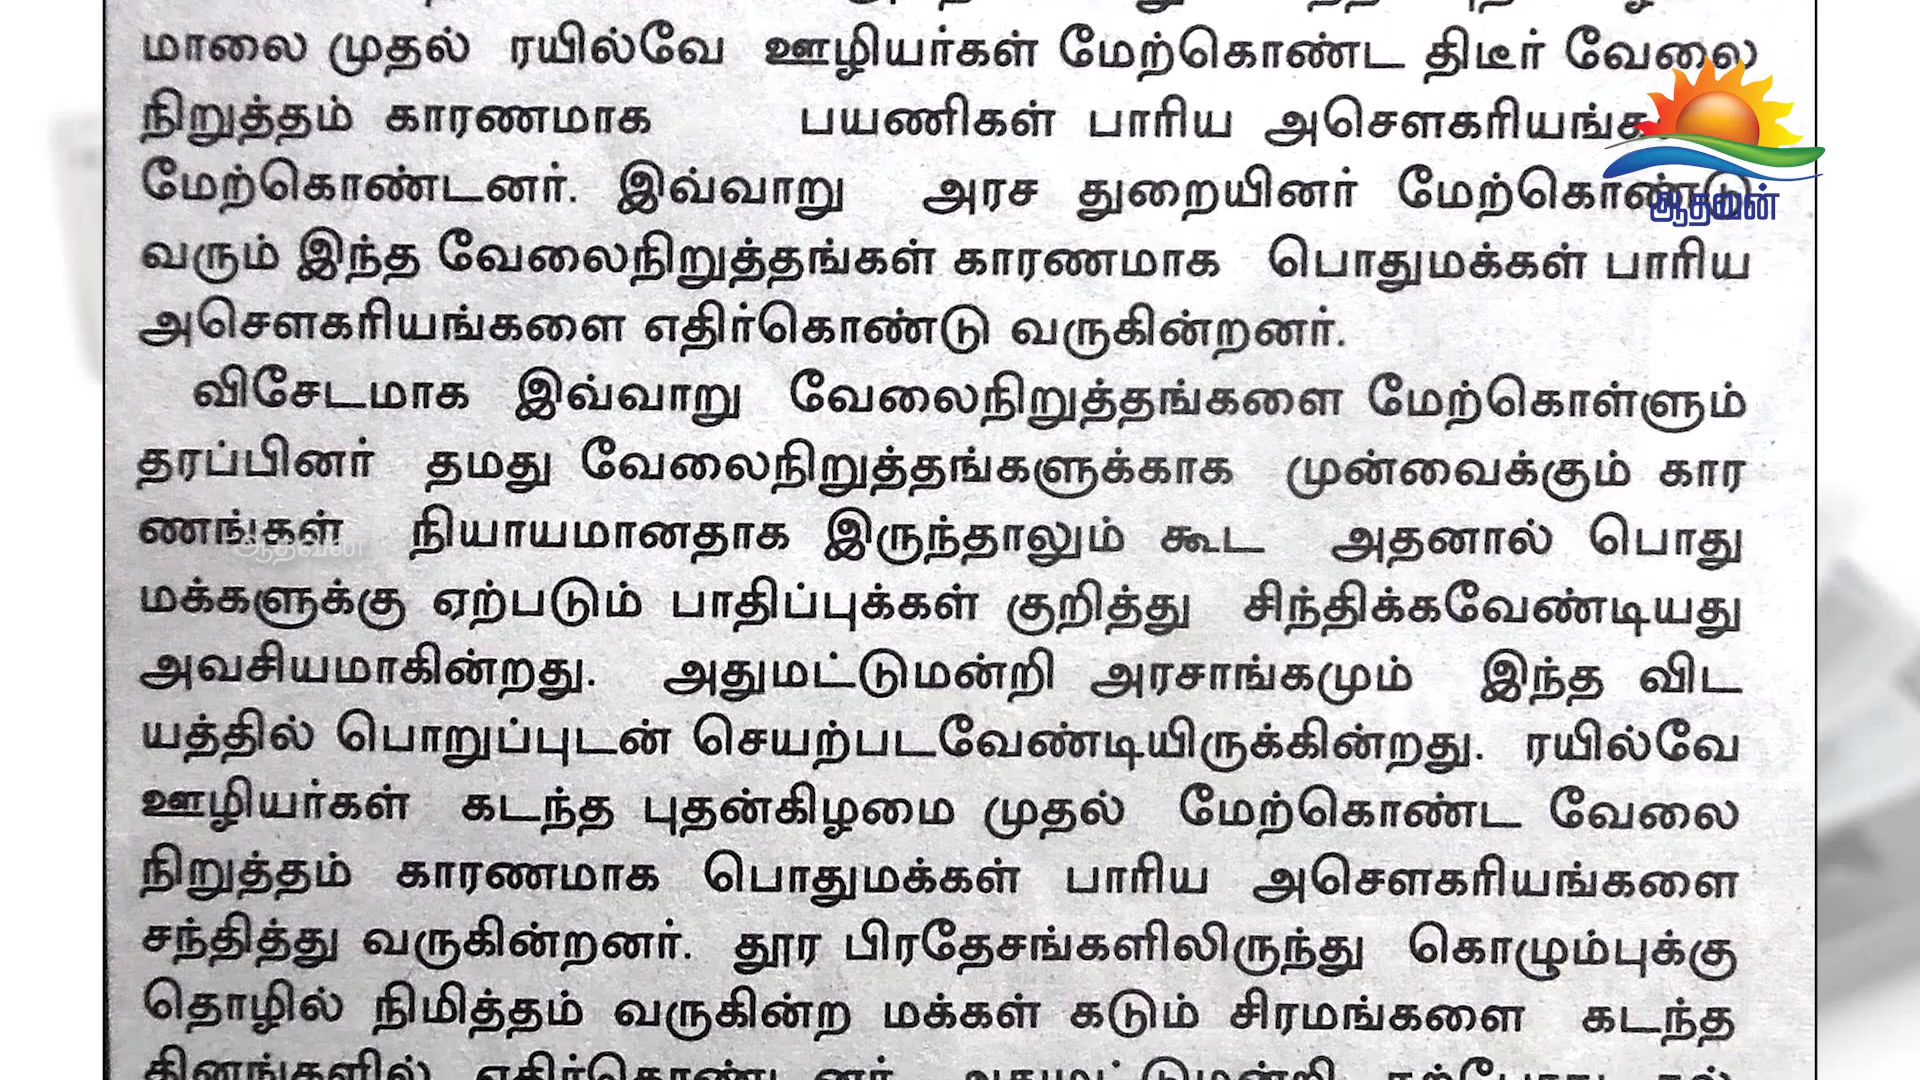 மாலை முதல் ரயில்வே ஊழியர்கள் மேற்கொண்ட திடீர் வேலை
நிறுத்தம் காரணமாக பயணிகள் பாரிய
மேற்கொண்டனர். இவ்வாறு அரச துறையினர் மேற்கொண்டு
ஆதவன்
வரும் இந்த வேலைநிறுத்தங்கள் காரணமாக பொதுமக்கள் பாரிய
அசௌகரியங்களை எதிர்கொண்டு வருகின்றனர்.
விசேடமாக இவ்வாறு வேலைநிறுத்தங்களை மேற்கொள்ளும்
தரப்பினர் தமது வேலைநிறுத்தங்களுக்காக முன்வைக்கும் கார
ணங்கள் நியாயமானதாக இருந்தாலும் கூட அதனால் பொது
ஆதவன்
மக்களுக்கு ஏற்படும் பாதிப்புக்கள் குறித்து சிந்திக்கவேண்டியது
அவசியமாகின்றது. அதுமட்டுமன்றி அரசாங்கமும் இந்த விட
யத்தில் பொறுப்புடன் செயற்படவேண்டியிருக்கின்றது. ரயில்வே
ஊழியர்கள் கடந்த புதன்கிழமை முதல் மேற்கொண்ட வேலை
நிறுத்தம் காரணமாக பொதுமக்கள் பாரிய அசௌகரியங்களை
சந்தித்து வருகின்றனர். தூர பிரதேசங்களிலிருந்து கொழும்புக்கு
தொழில் நிமித்தம் வருகின்ற மக்கள் கடும் சிரமங்களை கடந்த